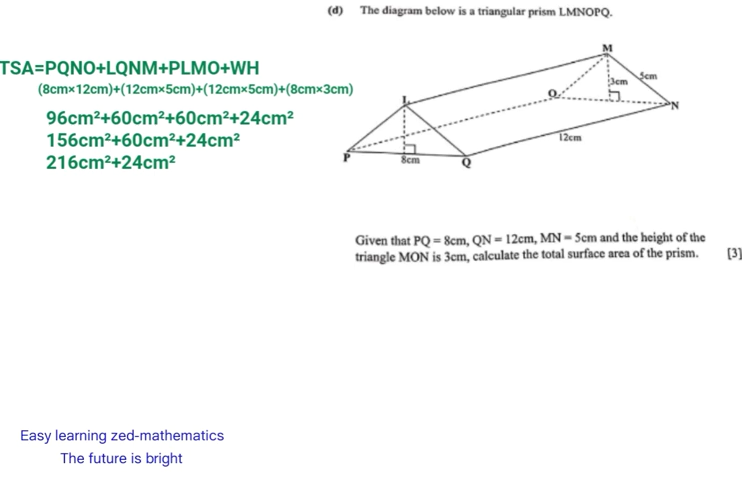 (d) The diagram below is a triangular prism LMNOPQ.
TSA=PQNO+LQNM+PLMO+WH
(8cm×12cm)+(12cm×5cm)+(12cm×5cm)+(8cm×3cm)
96cm²+60cm²+60cm²+24cm²
156cm²+60cm²+24cm²
216cm²+24cm²
M
5cm
3cm
O
N
L
12cm
P
8cm
Q
Given that PQ = 8cm, QN = 12cm, MN = 5cm and the height of the
triangle MON is 3cm, calculate the total surface area of the prism. [3]
Easy learning zed-mathematics
The future is bright